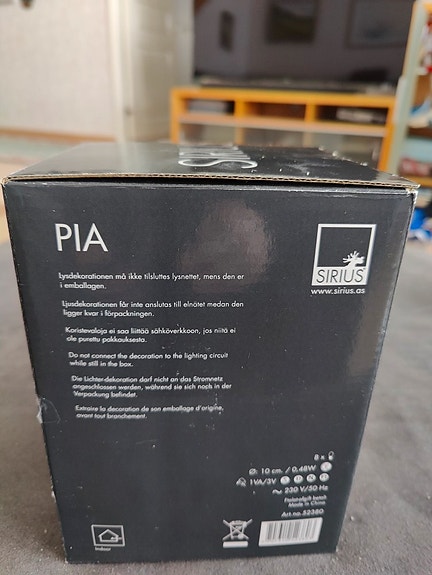 SIRIUS
PIA
Lysdekorationen må ikke tilsluttes lysnettet, mens den er
i emballagen.
Ljusdekorationen får inte anslutas till elnätet medan den
ligger kvar i förpackningen.
Koristevaloja ei saa liittää sähköverkkoon, jos niitä ei
ole purettu pakkauksesta.
Do not connect the decoration to the lighting circuit
while still in the box.
Die Lichter-dekoration darf nicht an das Stromnetz
angeschlossen werden, während sie sich noch in der
Verpackung befindet.
Extraire la decoration de son emballage d'origine,
avant tout branchement.
SIRIUS
www.sirius.as
8 x
Ø: 10 cm. / 0,48W
1VA/3V
230 V/50 Hz
Made in China
Art no. 52380
Indoor